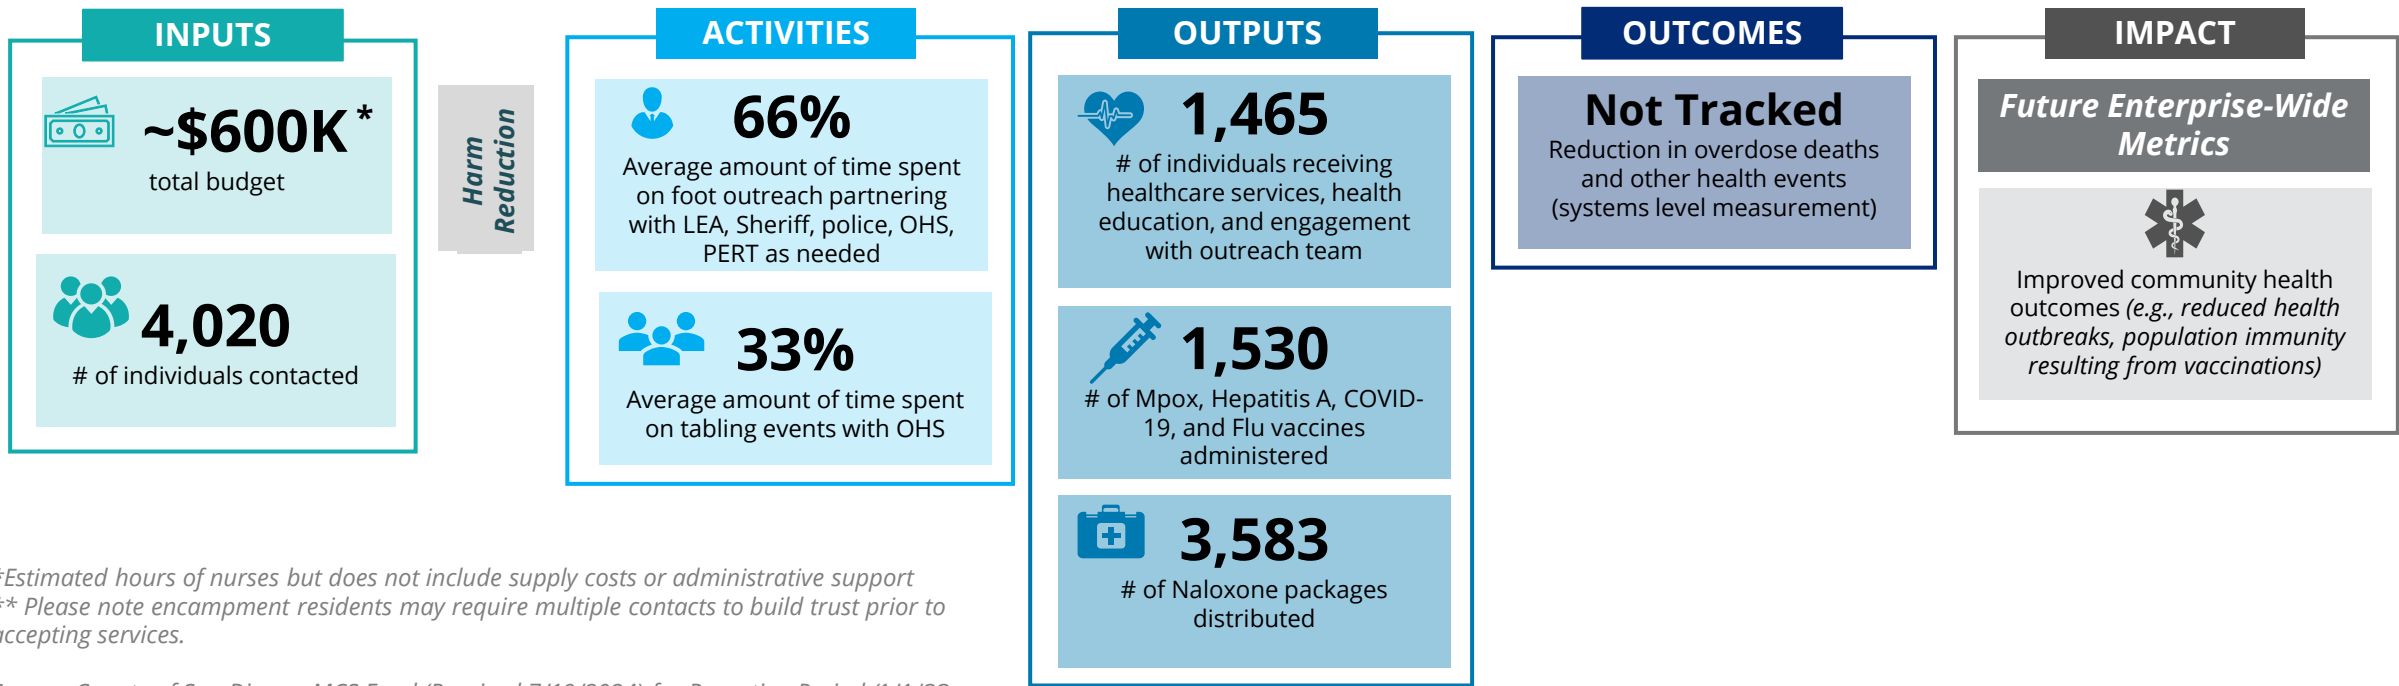 INPUTS
~$600K *
total budget
4,020
# of individuals contacted
Harm
Reduction
ACTIVITIES
66%
Average amount of time spent
on foot outreach partnering
with LEA, Sheriff, police, OHS,
PERT as needed
33%
Average amount of time spent
on tabling events with OHS
OUTPUTS
1,465
# of individuals receiving
healthcare services, health
education, and engagement
with outreach team
1,530
# of Mpox, Hepatitis A, COVID-
19, and Flu vaccines
administered
3,583
# of Naloxone packages
distributed
OUTCOMES
Not Tracked
Reduction in overdose deaths
and other health events
(systems level measurement)
IMPACT
Future Enterprise-Wide
Metrics
Improved community health
outcomes (e.g., reduced health
outbreaks, population immunity
resulting from vaccinations)
*Estimated hours of nurses but does not include supply costs or administrative support
** Please note encampment residents may require multiple contacts to build trust prior to
accepting services.